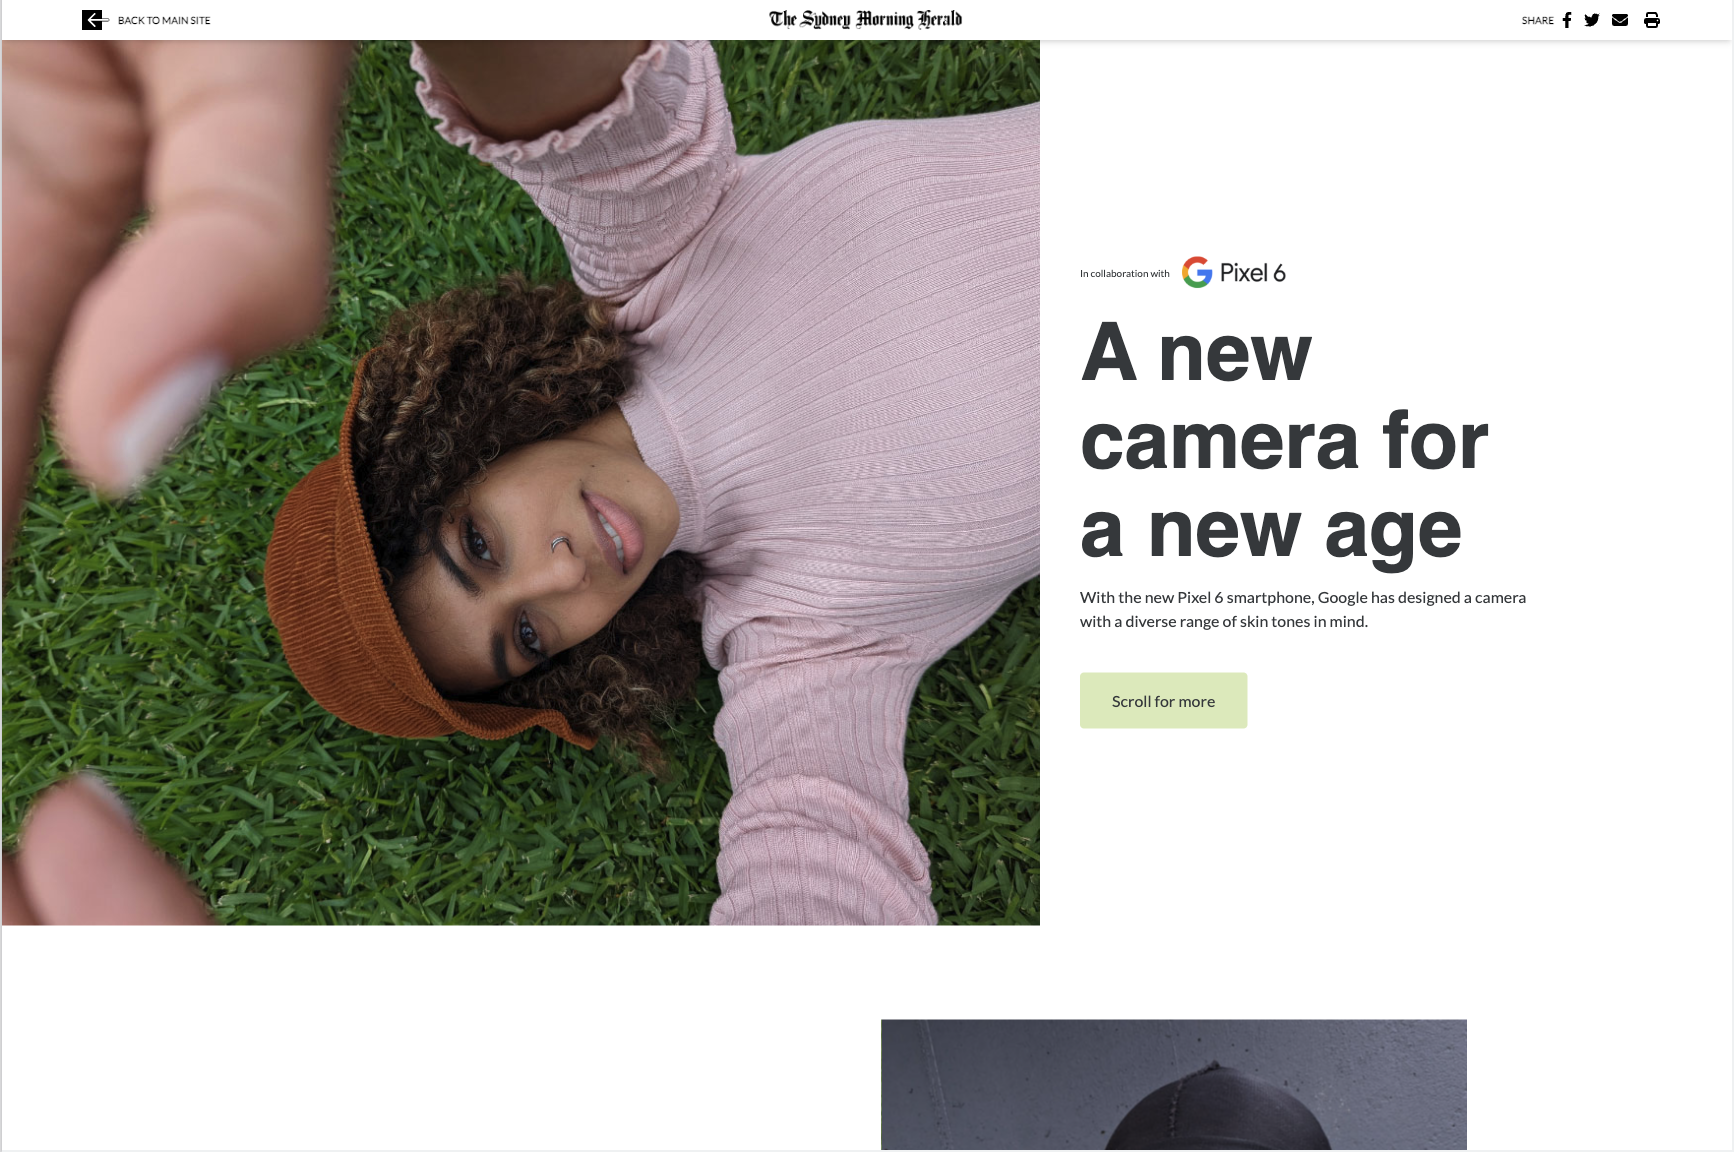 BACK TO MAIN SITE
The Sydney Morning Herald
SHARE
In collaboration with
G Pixel 6
A new
camera for
a new age
With the new Pixel 6 smartphone, Google has designed a camera
with a diverse range of skin tones in mind.
Scroll for more